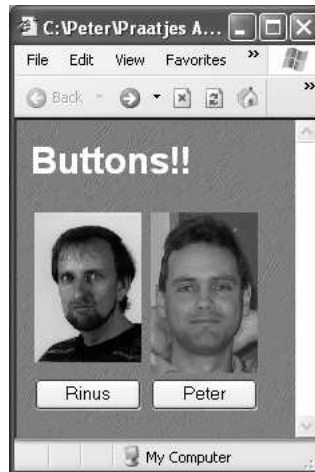 C:\Peter\Praatjes A...
File Edit View Favorites »
Back »
Buttons!!
Rinus Peter
My Computer